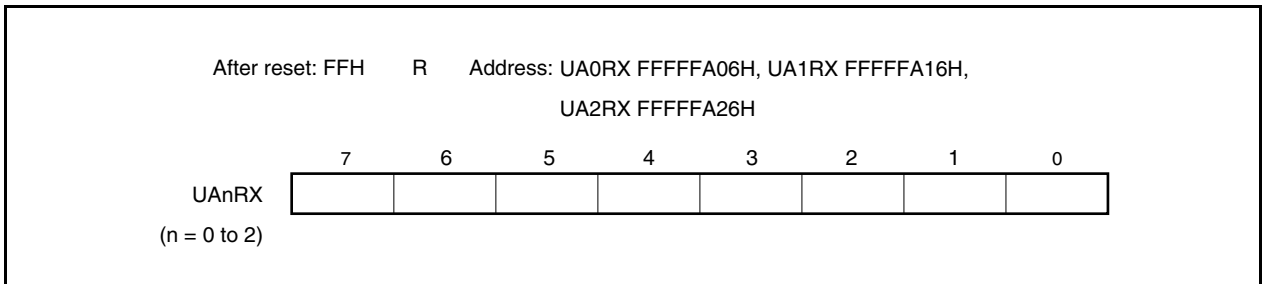 After reset: FFH R Address: UA0RX FFFFFA06H, UA1RX FFFFFA16H,
UA2RX FFFFFA26H
7 6 5 4 3 2 1 0
UAnRX
(n = 0 to 2)